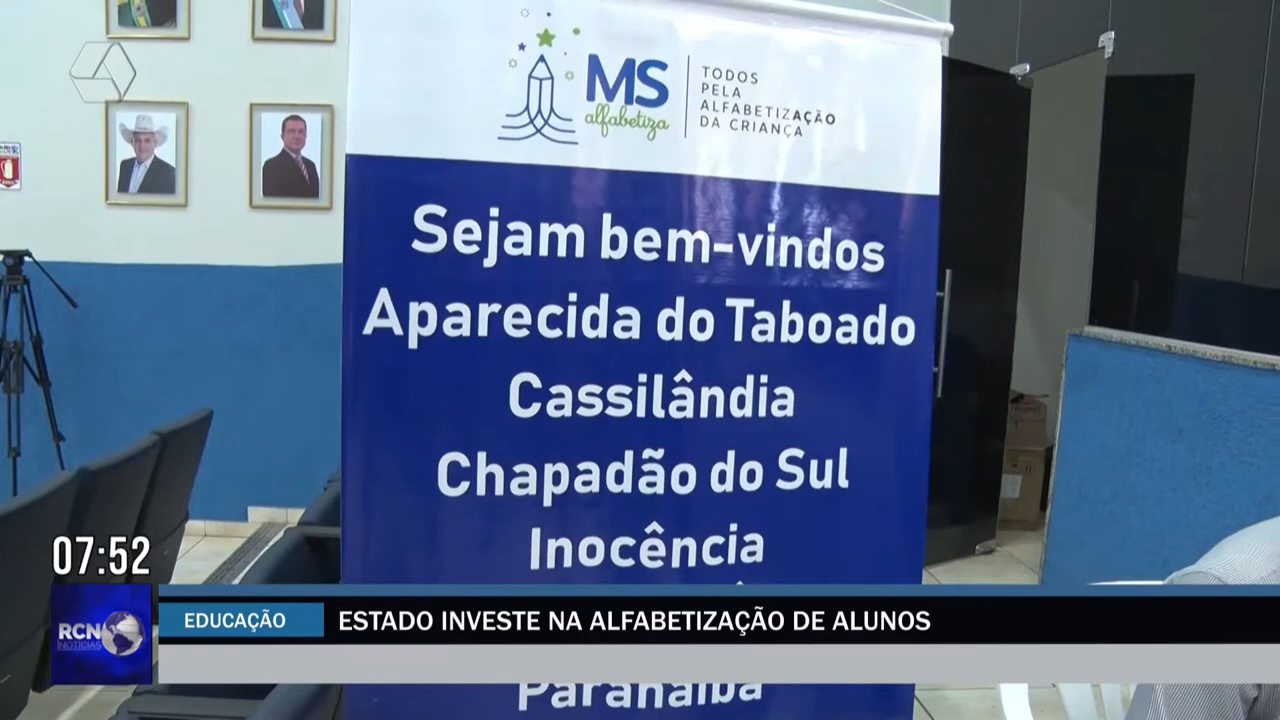 MS
alfabetiza
TODOS
PELA
ALFABETIZAÇÃO
DA CRIANÇA
Sejam bem-vindos
Aparecida do Taboado
Cassilândia
Chapadão do Sul
Inocência
Paranaíba
07:52
RCN
NOTÍCIAS
EDUCAÇÃO
ESTADO INVESTE NA ALFABETIZAÇÃO DE ALUNOS